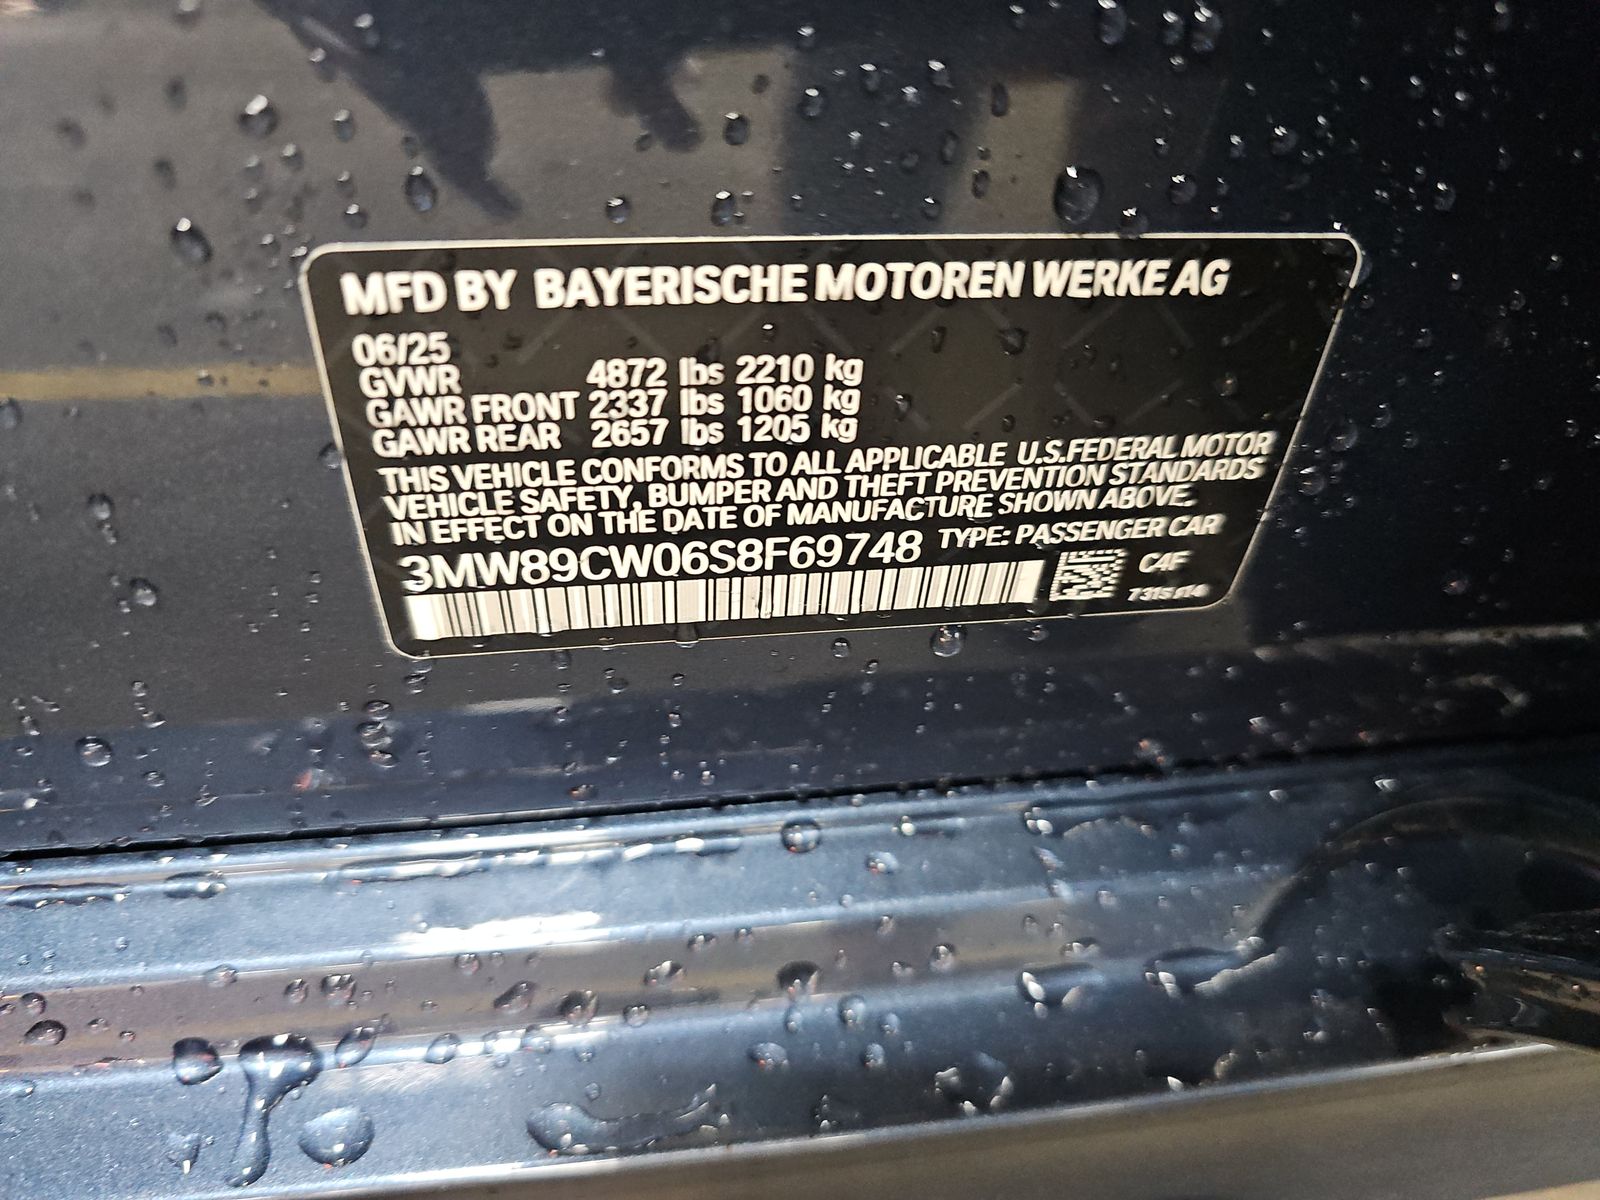 MFD BY BAYERISCHE MOTOREN WERKE AG
06/25
GVWR 4872 lbs 2210 kg
GAWR FRONT 2337 lbs 1060 kg
GAWR REAR 2657 lbs 1205 kg
THIS VEHICLE CONFORMS TO ALL APPLICABLE U.S.FEDERAL MOTOR
VEHICLE SAFETY, BUMPER AND THEFT PREVENTION STANDARDS
IN EFFECT ON THE DATE OF MANUFACTURE SHOWN ABOVE.
3MW89CW06S8F69748 TYPE: PASSENGER CAR
C4F